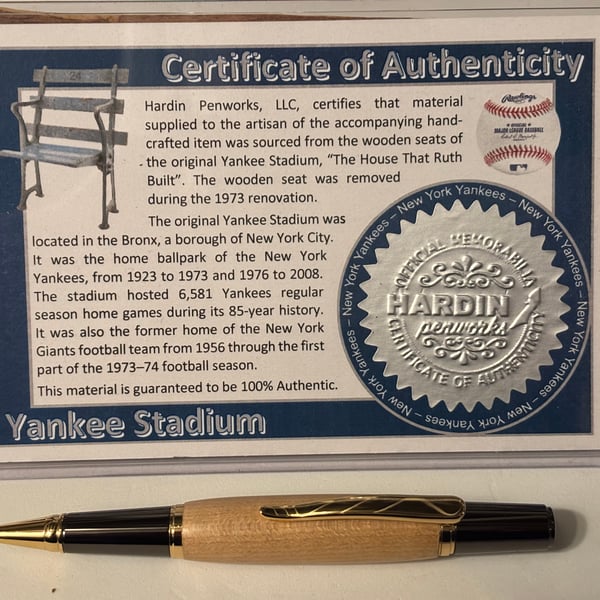 Certificate of Authenticity
24
Hardin Penworks, LLC, certifies that material
supplied to the artisan of the accompanying hand-
crafted item was sourced from the wooden seats of
the original Yankee Stadium, “The House That Ruth
Built”. The wooden seat was removed
during the 1973 renovation.
The original Yankee Stadium was
located in the Bronx, a borough of New York City.
It was the home ballpark of the New York
Yankees, from 1923 to 1973 and 1976 to 2008.
The stadium hosted 6,581 Yankees regular
season home games during its 85-year history.
It was also the former home of the New York
Giants football team from 1956 through the first
part of the 1973–74 football season.
This material is guaranteed to be 100% Authentic.
Yankee Stadium
Rawlings
OFFICIAL
MAJOR LEAGUE BASEBALL
New York Yankees – New York Yankees – New York Yankees – New York Yankees – New York Yankees –
OFFICIAL MEMORABILIA
HARDIN
penworks
CERTIFICATE OF AUTHENTICITY